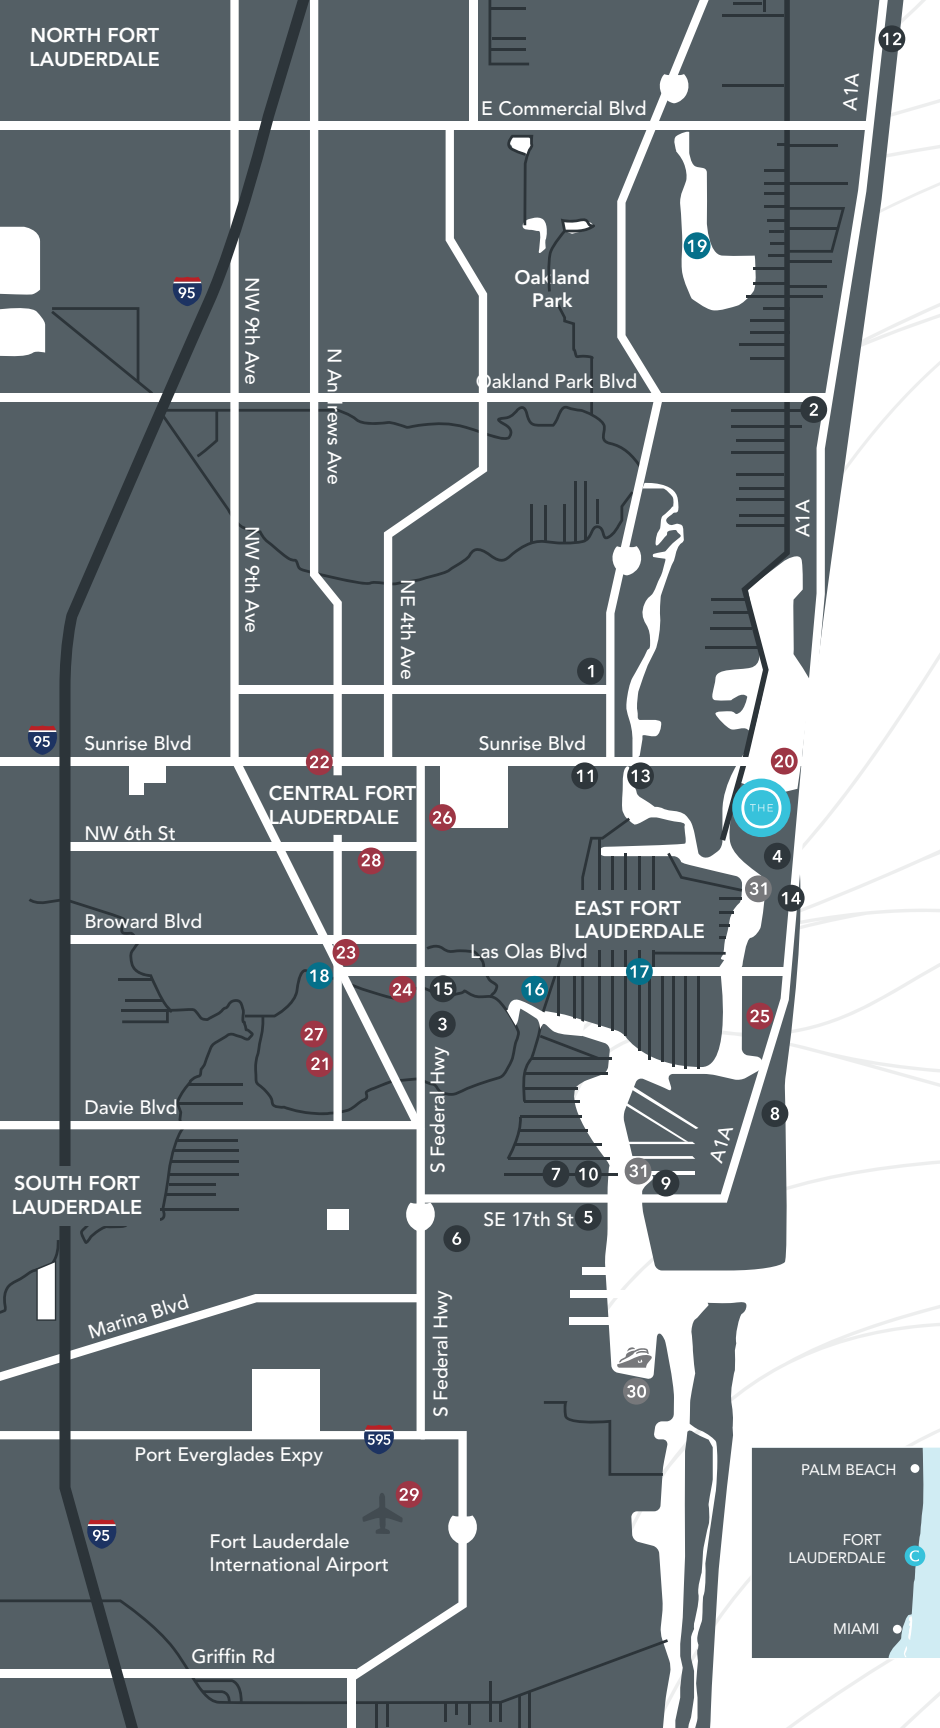 NORTH FORT
LAUDERDALE
12
A1A
E Commercial Blvd
19
Oakland
Park
95
NW 9th Ave
N Andrews Ave
Oakland Park Blvd
2
A1A
NW 9th Ave
NE 4th Ave
1
95
Sunrise Blvd
Sunrise Blvd
22
20
11
13
CENTRAL FORT
LAUDERDALE
26
THE
NW 6th St
28
4
31
14
EAST FORT
LAUDERDALE
Broward Blvd
23
Las Olas Blvd
18
17
24
15
16
3
25
27
21
S Federal Hwy
Davie Blvd
8
A1A
SOUTH FORT
LAUDERDALE
7
10
31
9
SE 17th St
5
6
Marina Blvd
S Federal Hwy
30
595
Port Everglades Expy
29
95
Fort Lauderdale
International Airport
PALM BEACH
FORT
LAUDERDALE
C
MIAMI
Griffin Rd